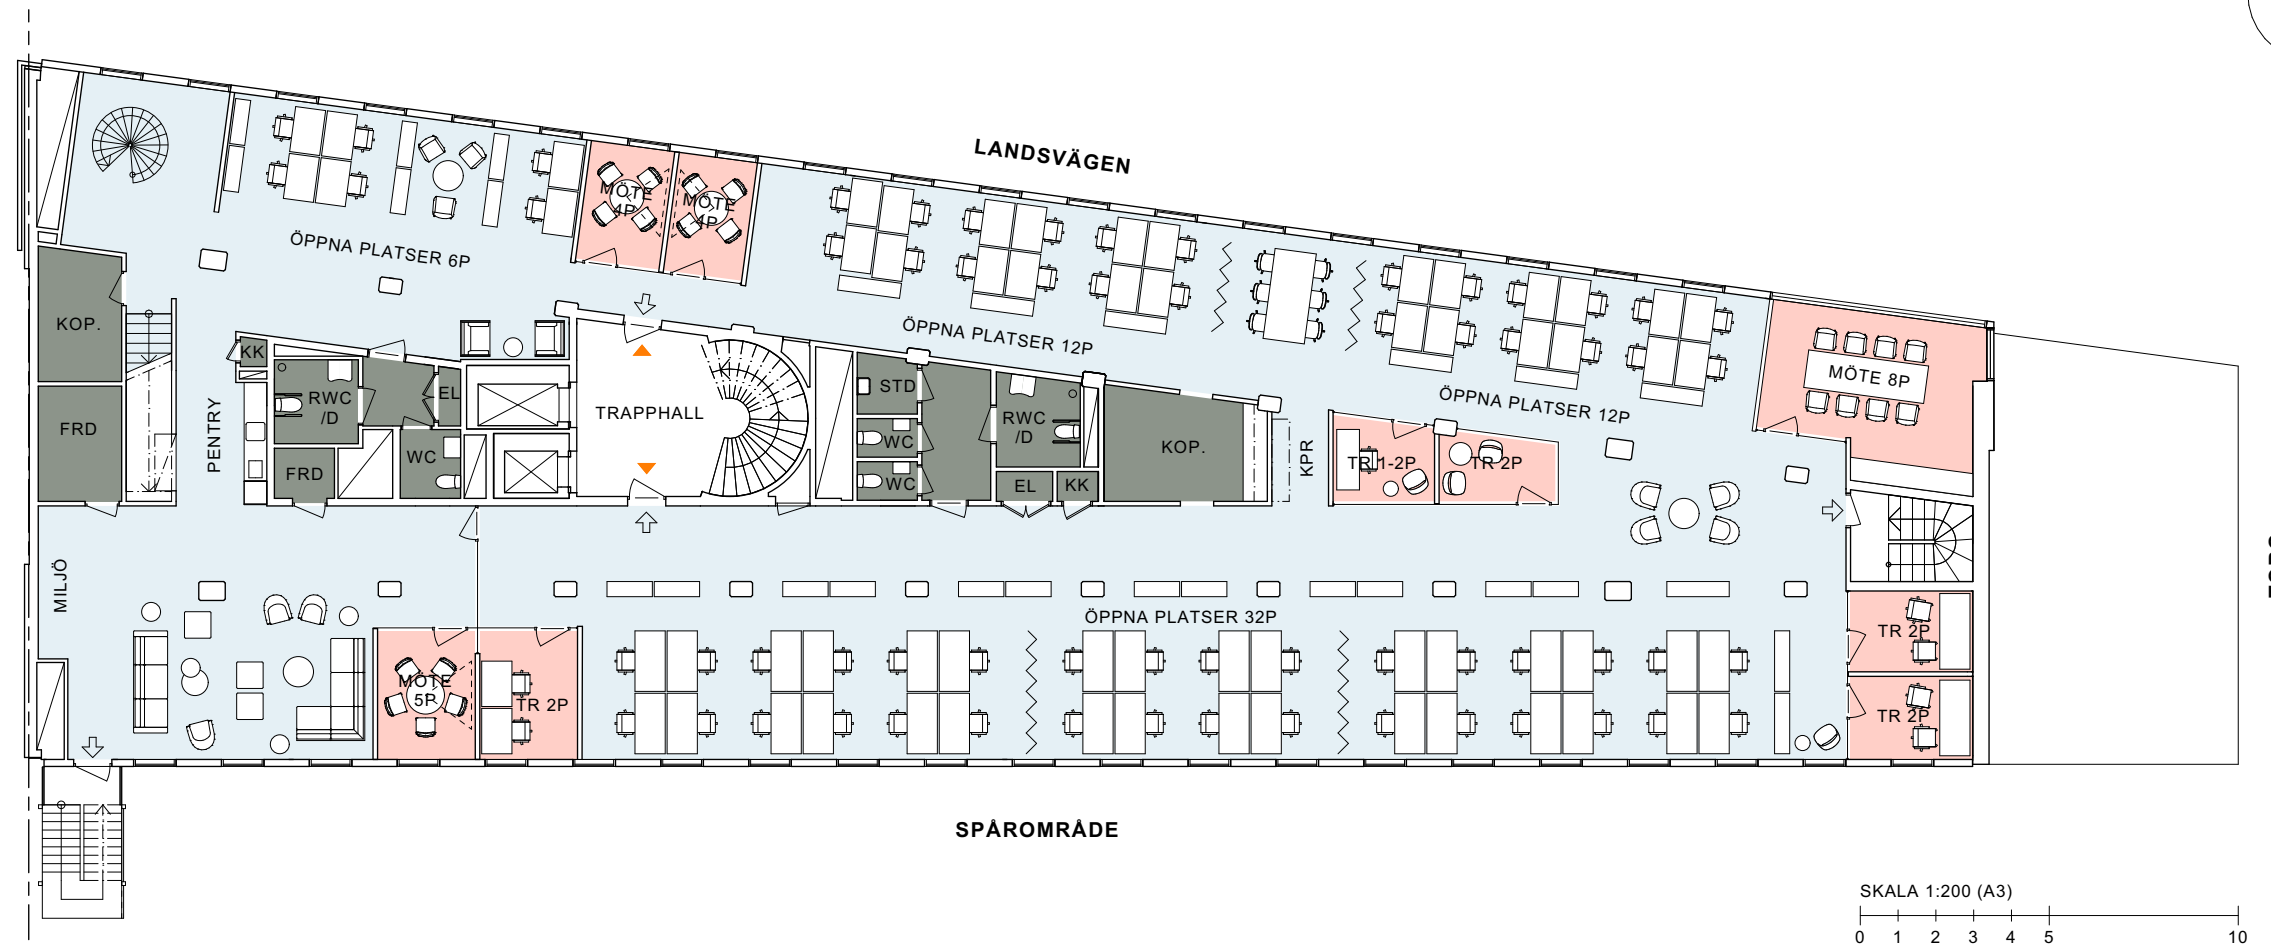 LANDSVÄGEN
MÖTE
4P
MÖTE
4P
ÖPPNA PLATSER 6P
ÖPPNA PLATSER 12P
ÖPPNA PLATSER 12P
MÖTE 8P
KOP.
KK
RWC
/D
EL
TRAPPHALL
STD
WC
WC
RWC
/D
KOP.
KPR
TR 1-2P
TR 2P
FRD
PENTRY
FRD
WC
EL
KK
MILJÖ
ÖPPNA PLATSER 32P
MÖTE
5P
TR 2P
TR 2P
TR 2P
SPÅROMRÅDE
SKALA 1:200 (A3)
0 1 2 3 4 5 10